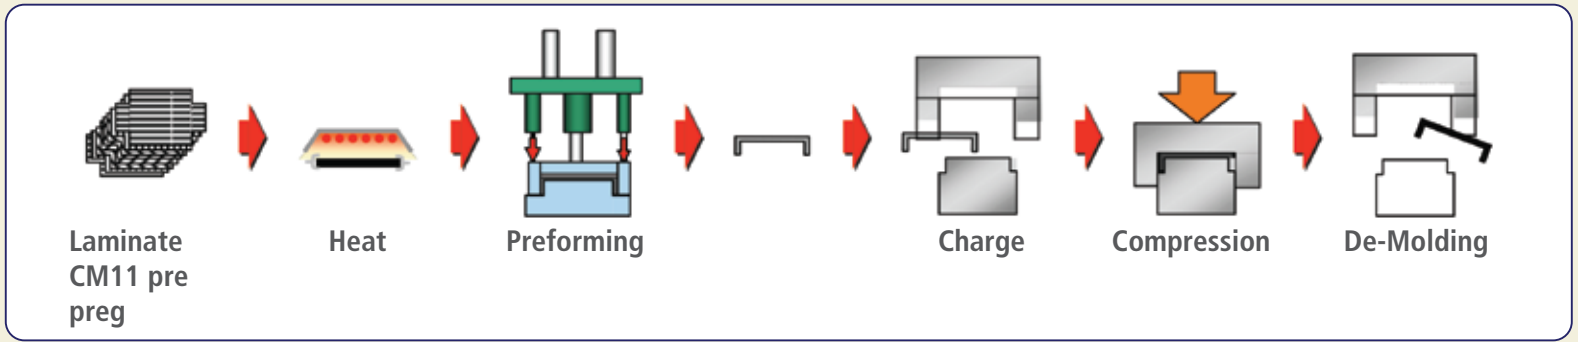 Laminate
CM11 pre
preg
Heat
Preforming
Charge
Compression
De-Molding